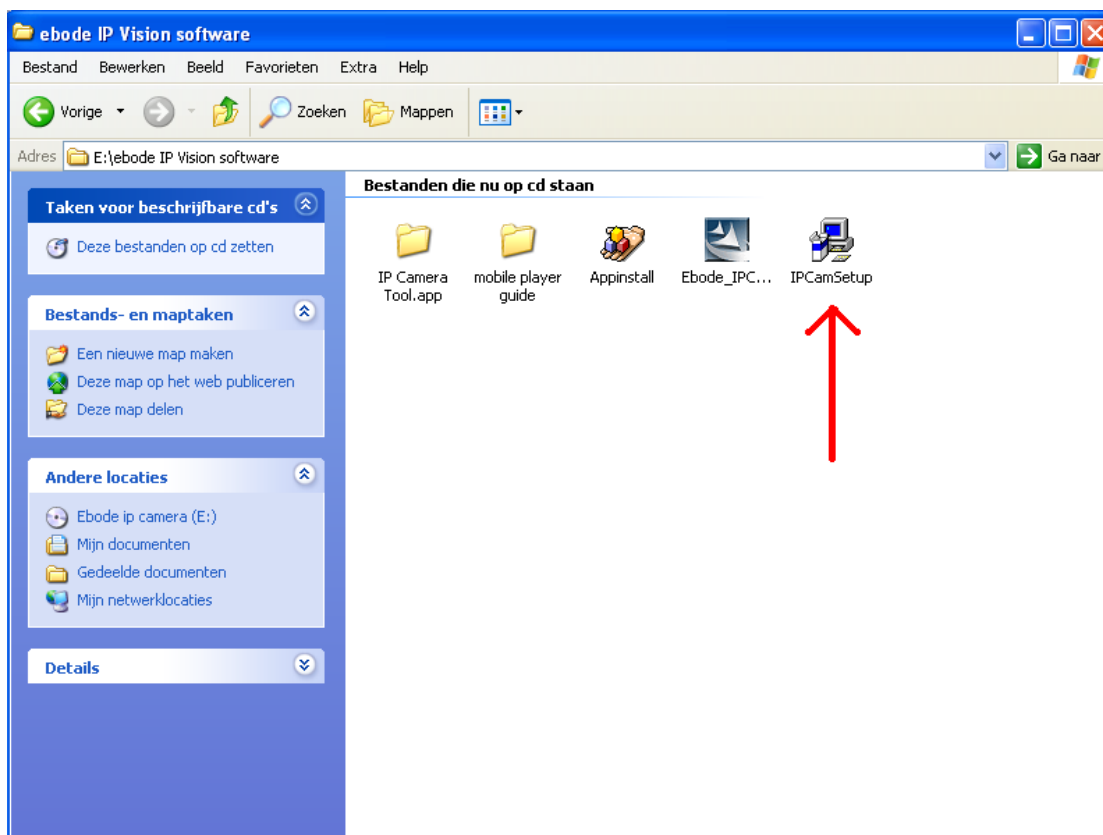 ebode IP Vision software
Bestand Bewerken Beeld Favorieten Extra Help
Vorige Zoeken Mappen
Adres E:\ebode IP Vision software Ga naar
Bestanden die nu op cd staan
Taken voor beschrijfbare cd's
Deze bestanden op cd zetten
IP Camera Tool.app
mobile player guide
Appinstall
Ebode_IPC...
IPCamSetup
Bestands- en maptaken
Een nieuwe map maken
Deze map op het web publiceren
Deze map delen
Andere locaties
Ebode ip camera (E:)
Mijn documenten
Gedeelde documenten
Mijn netwerklocaties
Details